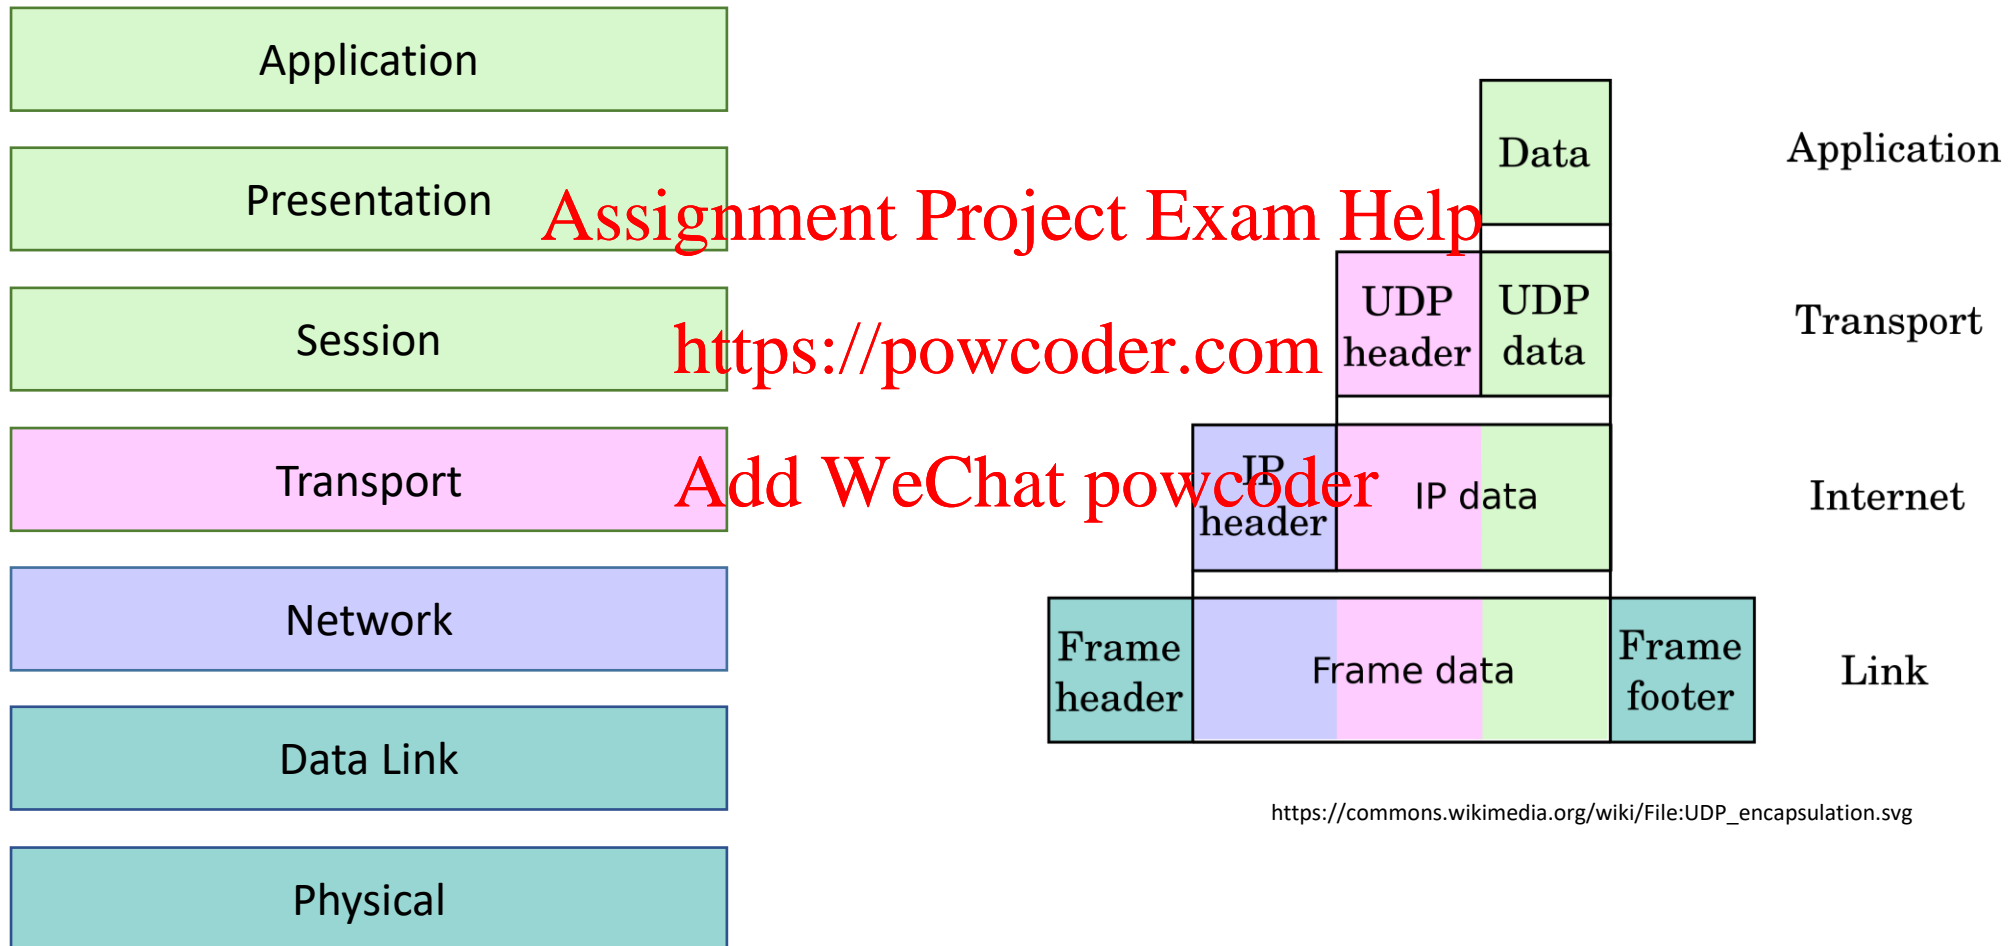 Application
Presentation
Session
Transport
Network
Data Link
Physical
Assignment Project Exam Help
https://powcoder.com
Add WeChat powcoder
Data
Application
UDP header
UDP data
Transport
IP header
IP data
Internet
Frame header
Frame data
Frame footer
Link
https://commons.wikimedia.org/wiki/File:UDP_encapsulation.svg